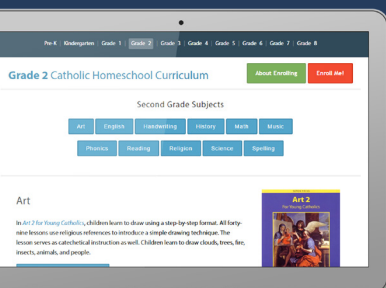 Pre-K | Kindergarten | Grade 1 | Grade 2 | Grade 3 | Grade 4 | Grade 5 | Grade 6 | Grade 7 | Grade 8
Grade 2 Catholic Homeschool Curriculum
About Enrolling
Enroll Me!
Second Grade Subjects
Art English Handwriting History Math Music
Phonics Reading Religion Science Spelling
Art
In Art 2 for Young Catholics, children learn to draw using a step-by-step format. All forty-
nine lessons use religious references to introduce a simple drawing technique. The
lesson serves as catechetical instruction as well. Children learn to draw clouds, trees, fire,
insects, animals, and people.
Art 2
For Young Catholics